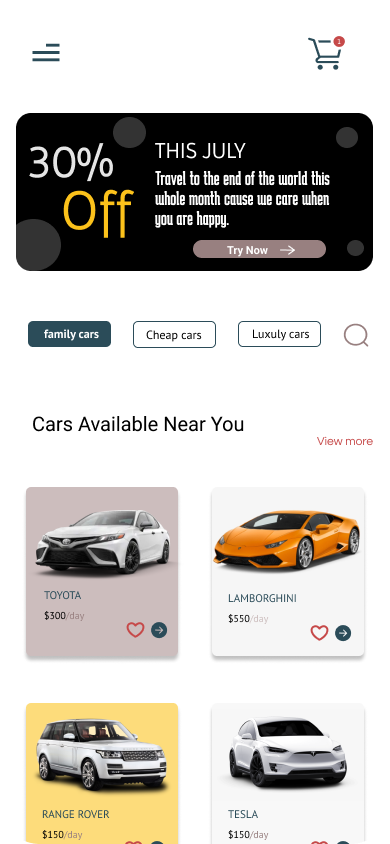 1
30%
Off
THIS JULY
Travel to the end of the world this
whole month cause we care when
you are happy.
Try Now
family cars
Cheap cars
Luxuly cars
Cars Available Near You
View more
TOYOTA
$300/day
LAMBORGHINI
$550/day
RANGE ROVER
$150/day
TESLA
$150/day